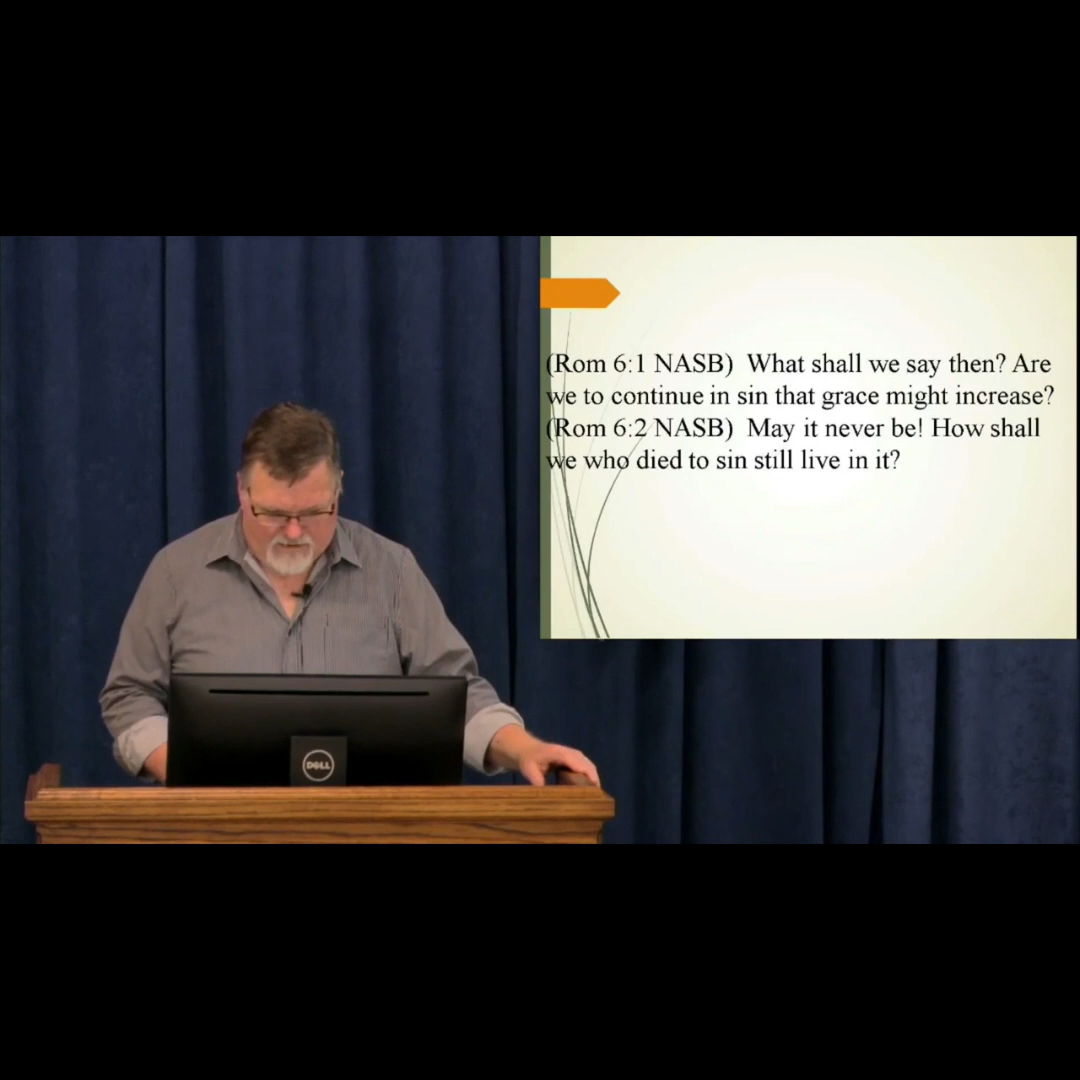 (Rom 6:1 NASB)  What shall we say then? Are
we to continue in sin that grace might increase?
(Rom 6:2 NASB)  May it never be! How shall
we who died to sin still live in it?
DELL